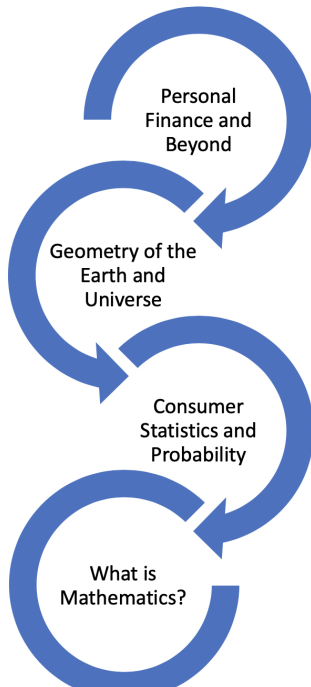 Personal
Finance and
Beyond
Geometry of the
Earth and
Universe
Consumer
Statistics and
Probability
What is
Mathematics?